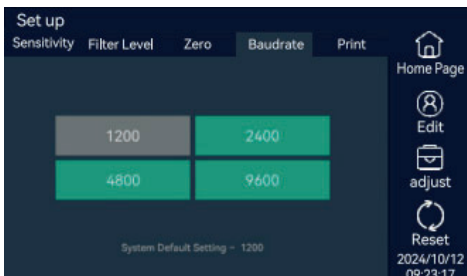 Set up
Sensitivity Filter Level Zero Baudrate Print
Home Page
Edit
1200 2400
4800 9600
adjust
System Default Setting - 1200
Reset
2024/10/12
09:23:17